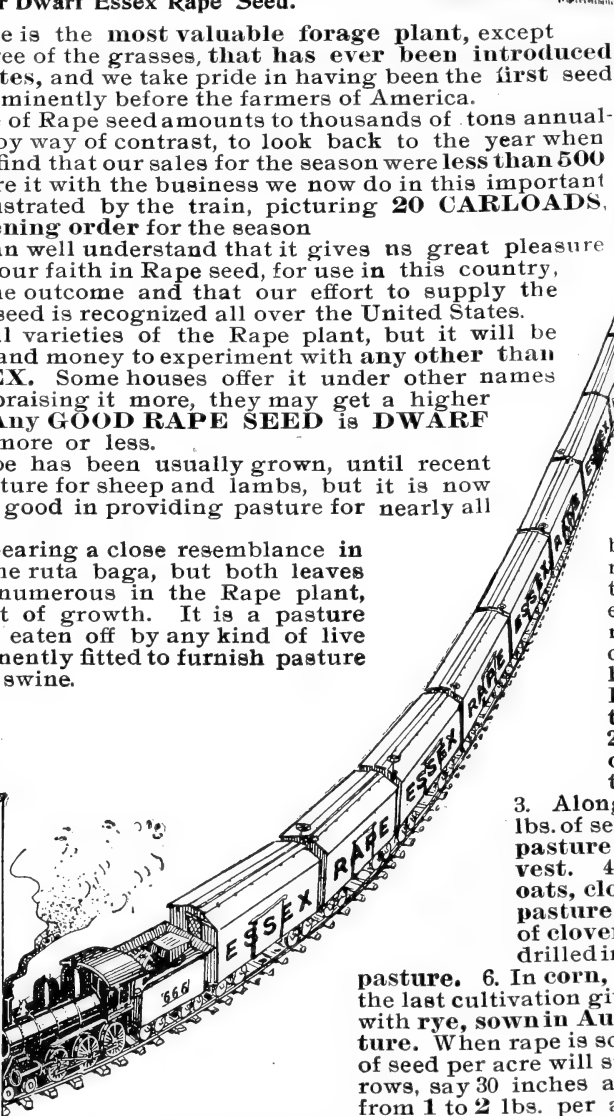 Dwarf Essex Rape Seed.
e is the most valuable forage plant, except
ee of the grasses, that has ever been introduced
tes, and we take pride in having been the first seed
minently before the farmers of America.
of Rape seed amounts to thousands of tons annual-
by way of contrast, to look back to the year when
find that our sales for the season were less than 500
re it with the business we now do in this important
ustrated by the train, picturing 20 CARLOADS,
ening order for the season
an well understand that it gives us great pleasure
our faith in Rape seed, for use in this country,
he outcome and that our effort to supply the
seed is recognized all over the United States.
l varieties of the Rape plant, but it will be
and money to experiment with any other than
EX. Some houses offer it under other names
praising it more, they may get a higher
Any GOOD RAPE SEED is DWARF
more or less.
pe has been usually grown, until recent
ture for sheep and lambs, but it is now
good in providing pasture for nearly all
earing a close resemblance in
he ruta baga, but both leaves
numerous in the Rape plant,
t of growth. It is a pasture
eaten off by any kind of live
nently fitted to furnish pasture
swine.
ESSEX RAPE ESSEX RAPE ESSEX RAPE
666
3. Along
lbs. of se
pasture
vest. 4
oats, clo
pasture
of clover
drilled in
pasture. 6. In corn,
the last cultivation gi
with rye, sown in Au
ture. When rape is so
of seed per acre will s
rows, say 30 inches a
from 1 to 2 lbs. per a